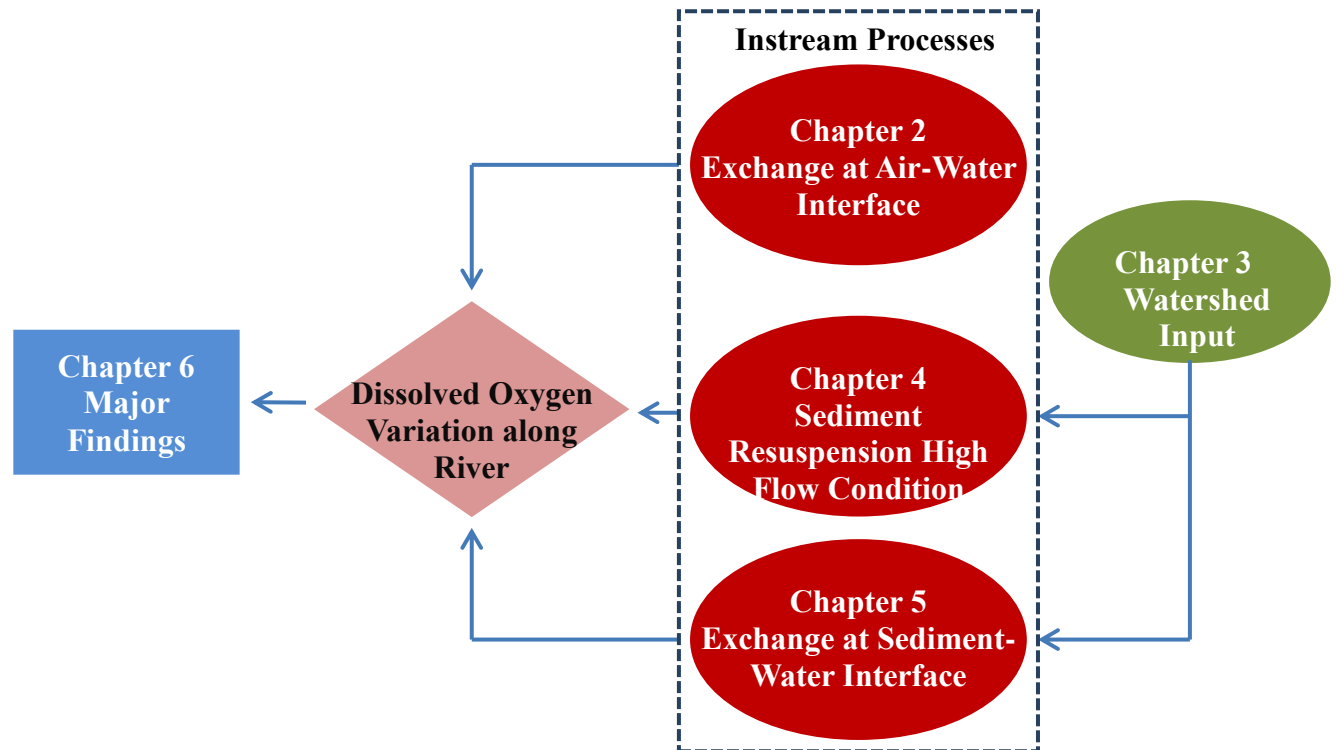 Instream Processes
Chapter 2
Exchange at Air-Water
Interface
Chapter 3
Watershed
Input
Chapter 4
Sediment
Resuspension High
Flow Condition
Dissolved Oxygen
Variation along
River
Chapter 6
Major
Findings
Chapter 5
Exchange at Sediment-
Water Interface